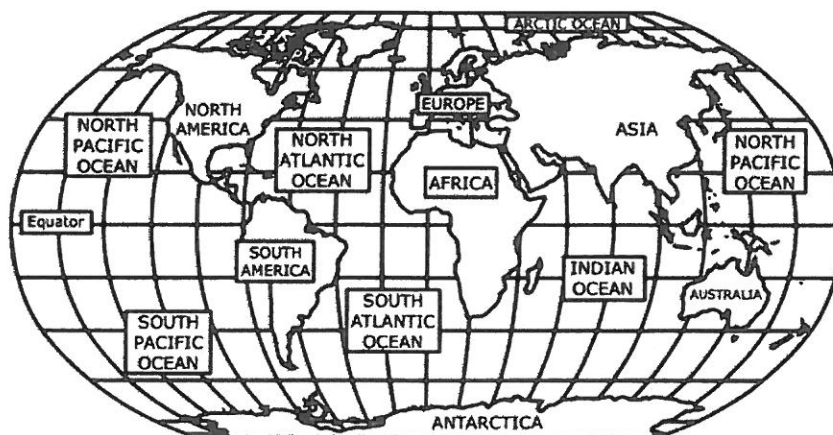 ARCTIC OCEAN
NORTH
AMERICA
EUROPE
ASIA
NORTH
PACIFIC
OCEAN
NORTH
ATLANTIC
OCEAN
AFRICA
NORTH
PACIFIC
OCEAN
Equator
SOUTH
AMERICA
INDIAN
OCEAN
AUSTRALIA
SOUTH
PACIFIC
OCEAN
SOUTH
ATLANTIC
OCEAN
ANTARCTICA